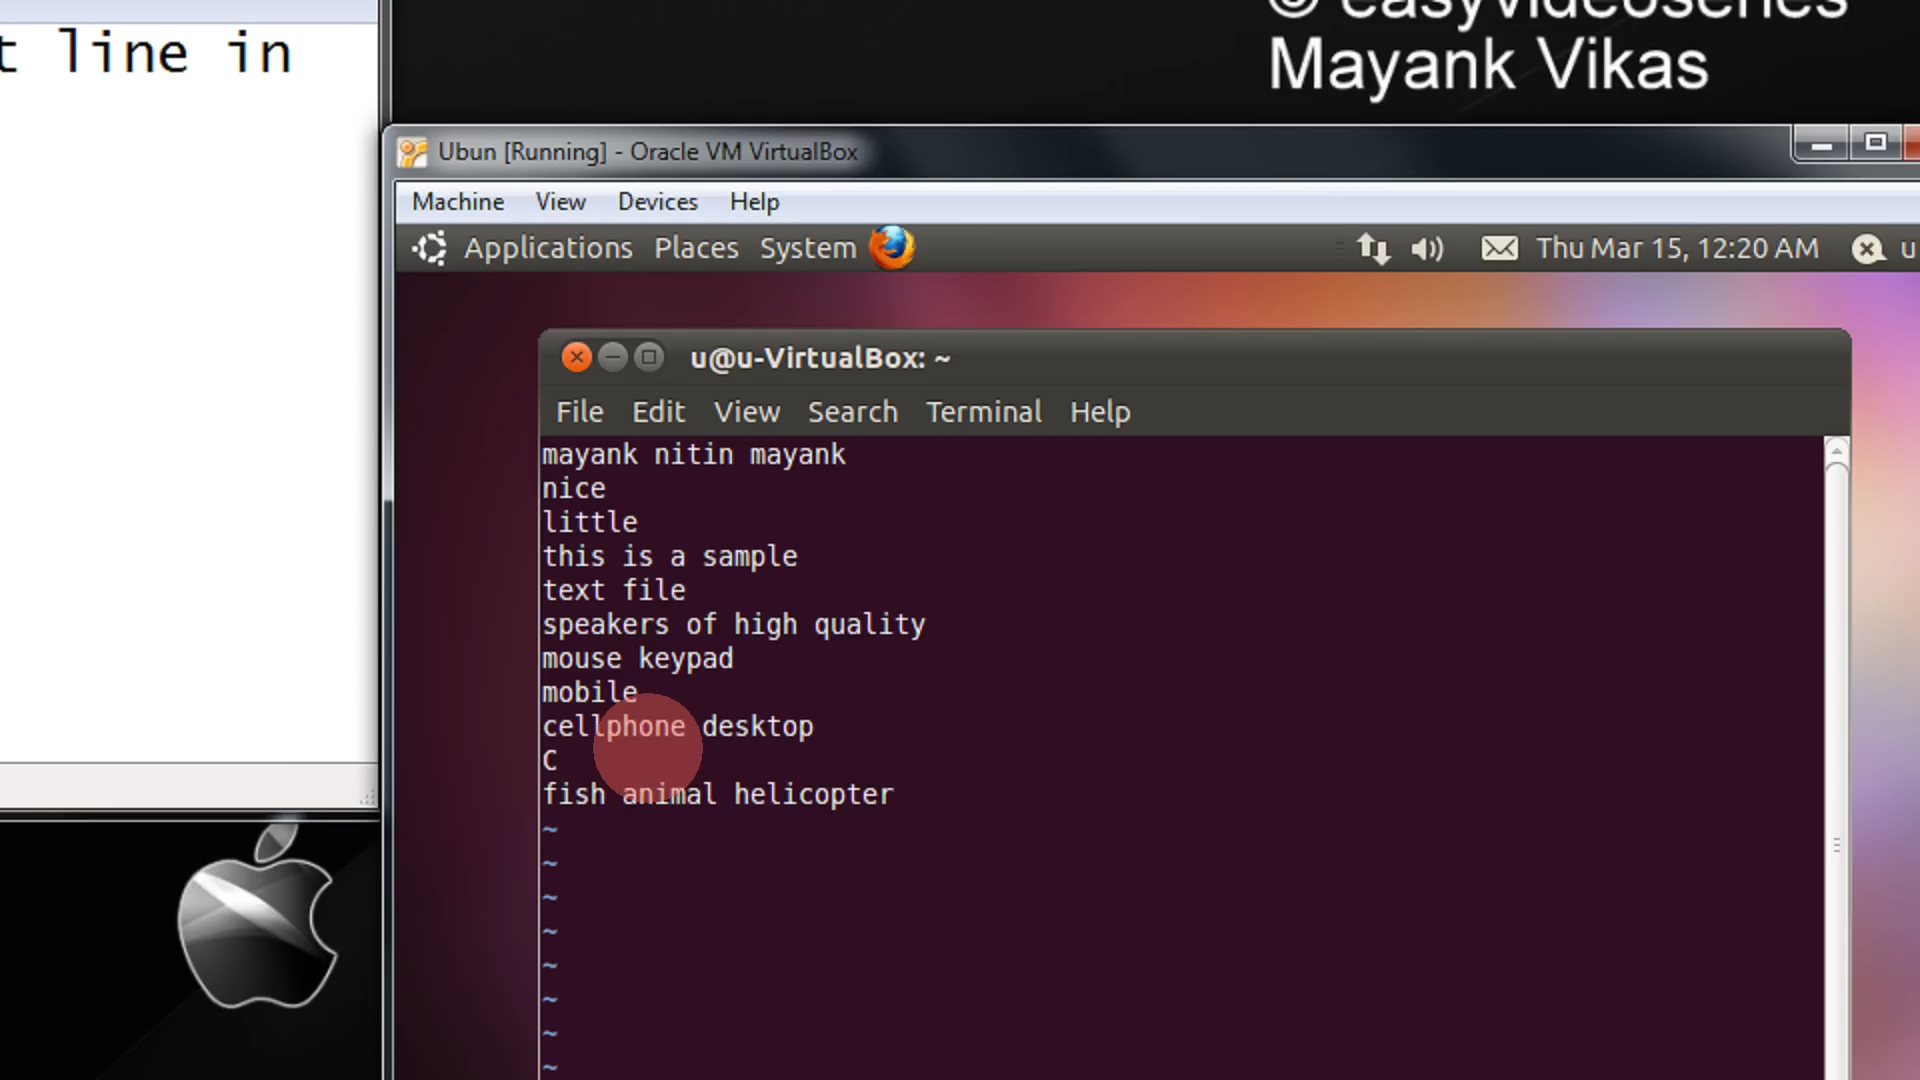 t line in
© easyvideoseries
Mayank Vikas
Ubun [Running] - Oracle VM VirtualBox
Machine View Devices Help
Applications Places System
Thu Mar 15, 12:20 AM
u
u@u-VirtualBox: ~
File Edit View Search Terminal Help
mayank nitin mayank
nice
little
this is a sample
text file
speakers of high quality
mouse keypad
mobile
cellphone desktop
C
fish animal helicopter
~
~
~
~
~
~
~
~